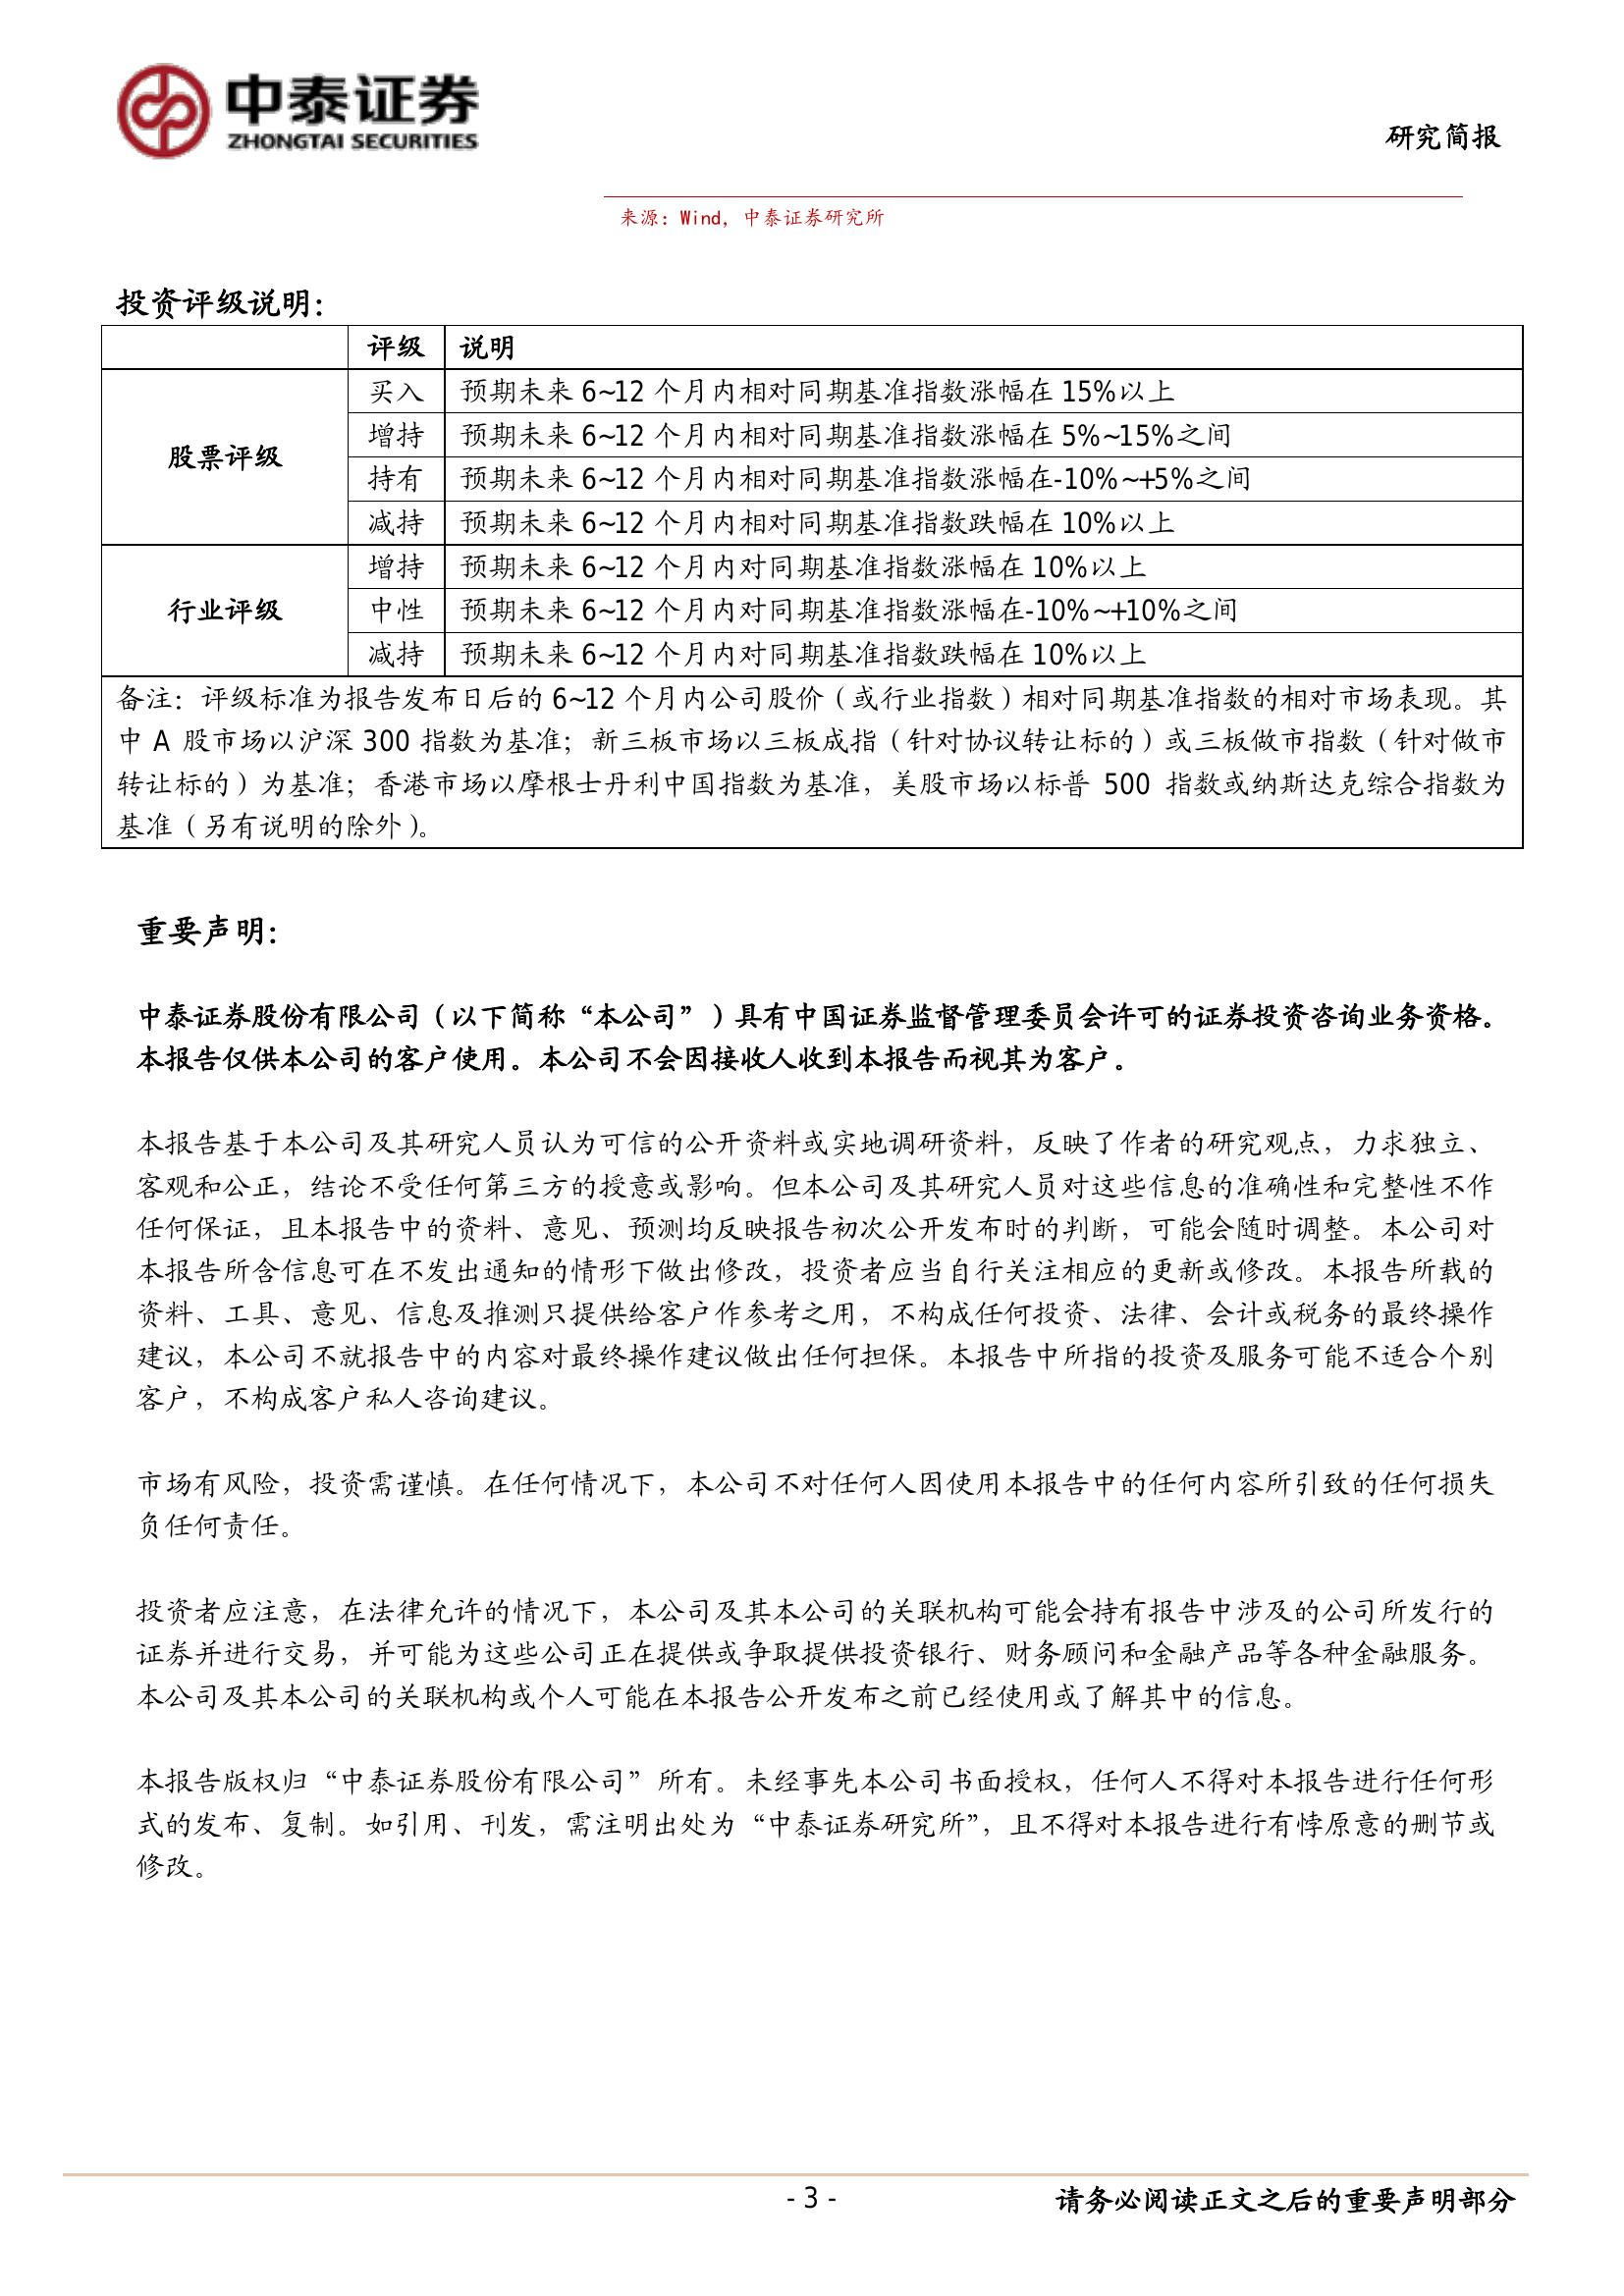 中泰证券
ZHONGTAI SECURITIES
研究简报
来源：Wind，中泰证券研究所
投资评级说明：
评级 说明
股票评级
买入 预期未来 6~12 个月内相对同期基准指数涨幅在 15%以上
增持 预期未来 6~12 个月内相对同期基准指数涨幅在 5%~15%之间
持有 预期未来 6~12 个月内相对同期基准指数涨幅在-10%~+5%之间
减持 预期未来 6~12 个月内相对同期基准指数跌幅在 10%以上
行业评级
增持 预期未来 6~12 个月内对同期基准指数涨幅在 10%以上
中性 预期未来 6~12 个月内对同期基准指数涨幅在-10%~+10%之间
减持 预期未来 6~12 个月内对同期基准指数跌幅在 10%以上
备注：评级标准为报告发布日后的 6~12 个月内公司股价（或行业指数）相对同期基准指数的相对市场表现。其
中 A 股市场以沪深 300 指数为基准；新三板市场以三板成指（针对协议转让标的）或三板做市指数（针对做市
转让标的）为基准；香港市场以摩根士丹利中国指数为基准，美股市场以标普 500 指数或纳斯达克综合指数为
基准（另有说明的除外）。
重要声明：
中泰证券股份有限公司（以下简称“本公司”）具有中国证券监督管理委员会许可的证券投资咨询业务资格。
本报告仅供本公司的客户使用。本公司不会因接收人收到本报告而视其为客户。
本报告基于本公司及其研究人员认为可信的公开资料或实地调研资料，反映了作者的研究观点，力求独立、
客观和公正，结论不受任何第三方的授意或影响。但本公司及其研究人员对这些信息的准确性和完整性不作
任何保证，且本报告中的资料、意见、预测均反映报告初次公开发布时的判断，可能会随时调整。本公司对
本报告所含信息可在不发出通知的情形下做出修改，投资者应当自行关注相应的更新或修改。本报告所载的
资料、工具、意见、信息及推测只提供给客户作参考之用，不构成任何投资、法律、会计或税务的最终操作
建议，本公司不就报告中的内容对最终操作建议做出任何担保。本报告中所指的投资及服务可能不适合个别
客户，不构成客户私人咨询建议。
市场有风险，投资需谨慎。在任何情况下，本公司不对任何人因使用本报告中的任何内容所引致的任何损失
负任何责任。
投资者应注意，在法律允许的情况下，本公司及其本公司的关联机构可能会持有报告中涉及的公司所发行的
证券并进行交易，并可能为这些公司正在提供或争取提供投资银行、财务顾问和金融产品等各种金融服务。
本公司及其本公司的关联机构或个人可能在本报告公开发布之前已经使用或了解其中的信息。
本报告版权归“中泰证券股份有限公司”所有。未经事先本公司书面授权，任何人不得对本报告进行任何形
式的发布、复制。如引用、刊发，需注明出处为“中泰证券研究所”，且不得对本报告进行有悖原意的删节或
修改。
- 3 -
请务必阅读正文之后的重要声明部分